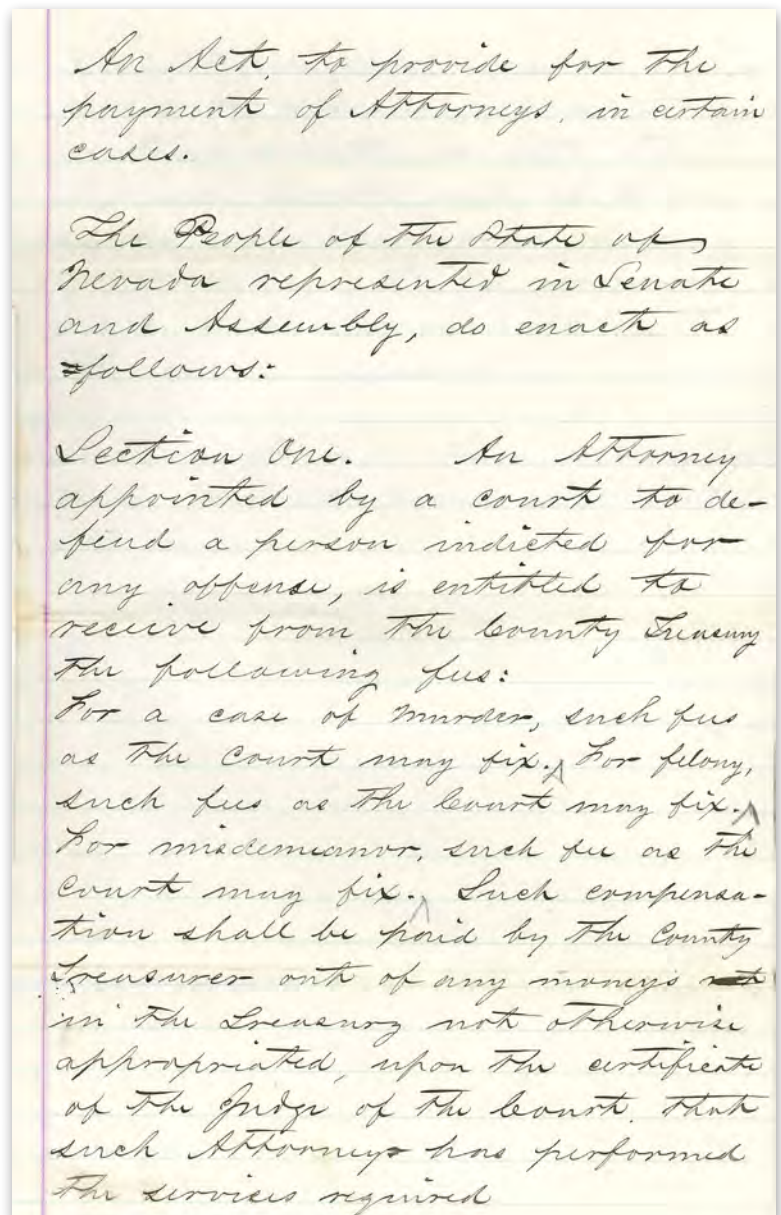 An Act, to provide for the
payment of Attorneys, in certain
cases.
The People of the State of
Nevada represented in Senate
and Assembly, do enact as
follows:
Section One. An Attorney
appointed by a court to de-
fend a person indicted for
any offense, is entitled to
receive from the County Treasury
the following fees:
For a case of murder, such fees
as the Court may fix. For felony,
such fees as the Court may fix.
For misdemeanor, such fee as the
Court may fix. Such compensa-
tion shall be paid by the County
Treasurer out of any moneys
in the Treasury not otherwise
appropriated, upon the certificate
of the Judge of the Court, that
such Attorney has performed
the services required